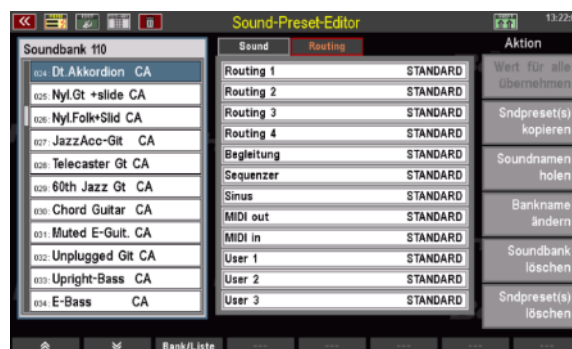 Sound-Preset-Editor
13:22:
Soundbank 110
024: Dt.Akkordion CA
025: Nyl.Gt +slide CA
026: Nyl.Folk+Slid CA
027: JazzAcc-Git CA
028: Telecaster Gt CA
029: 60th Jazz Gt CA
030: Chord Guitar CA
031: Muted E-Guit. CA
032: Unplugged Git CA
033: Upright-Bass CA
034: E-Bass CA
Sound
Routing
Routing 1 STANDARD
Routing 2 STANDARD
Routing 3 STANDARD
Routing 4 STANDARD
Begleitung STANDARD
Sequenzer STANDARD
Sinus STANDARD
MIDI out STANDARD
MIDI in STANDARD
User 1 STANDARD
User 2 STANDARD
User 3 STANDARD
Aktion
Wert für alle
übernehmen
Sndpreset(s)
kopieren
Soundnamen
holen
Bankname
ändern
Soundbank
löschen
Sndpreset(s)
löschen
Bank/Liste
--- --- --- --- ---